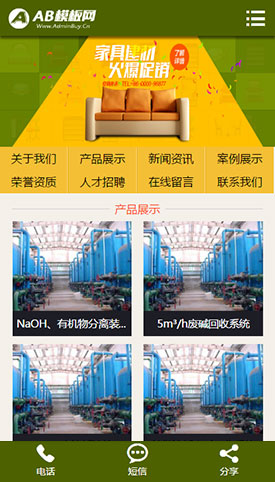 AB模板网
Www.AdminBuy.Cn
家具建材
火爆促销
了解
详情
关于我们 产品展示 新闻资讯 案例展示
荣誉资质 人才招聘 在线留言 联系我们
产品展示
NaOH、有机物分离装... 5m³/h废碱回收系统
电话 短信 分享